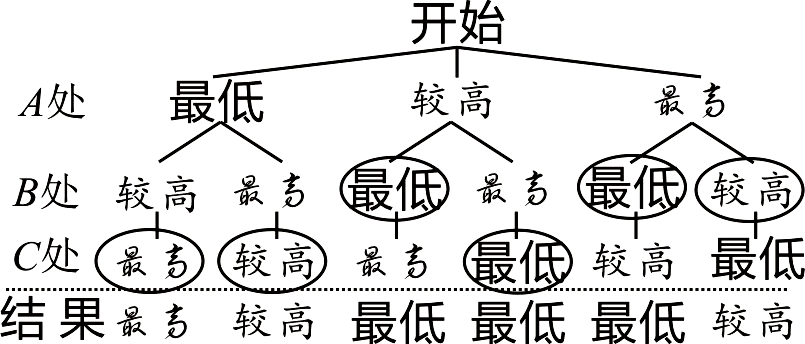 开始
A处 最低 较高 最高
B处 较高 最高 最低 最高 最低 较高
C处 最高 较高 最高 最低 较高 最低
结果 最高 较高 最低 最低 最低 较高